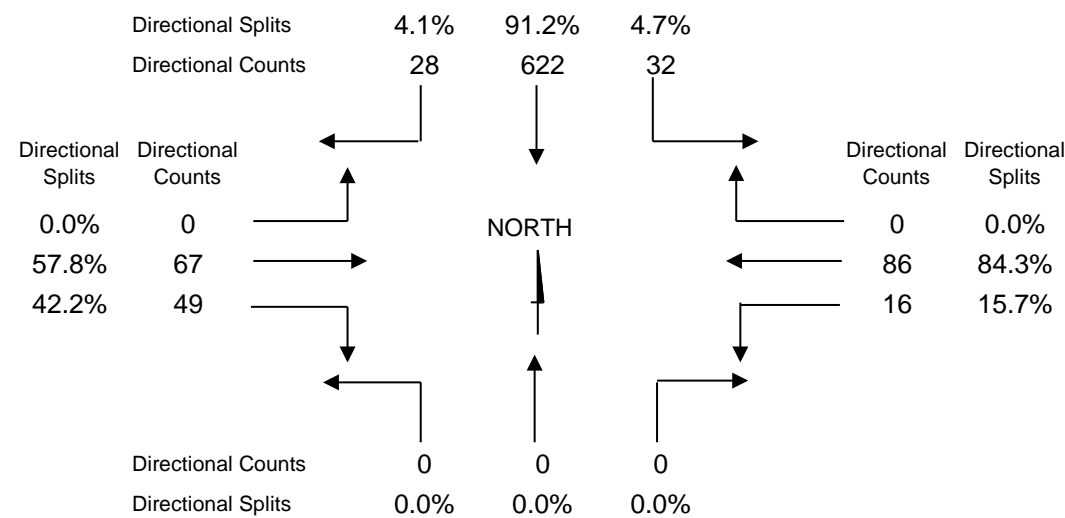 Directional Splits 4.1% 91.2% 4.7%
Directional Counts 28 622 32
Directional Directional Directional Directional
Splits Counts Counts Splits
0.0% 0 NORTH 0 0.0%
57.8% 67 86 84.3%
42.2% 49 16 15.7%
Directional Counts 0 0 0
Directional Splits 0.0% 0.0% 0.0%